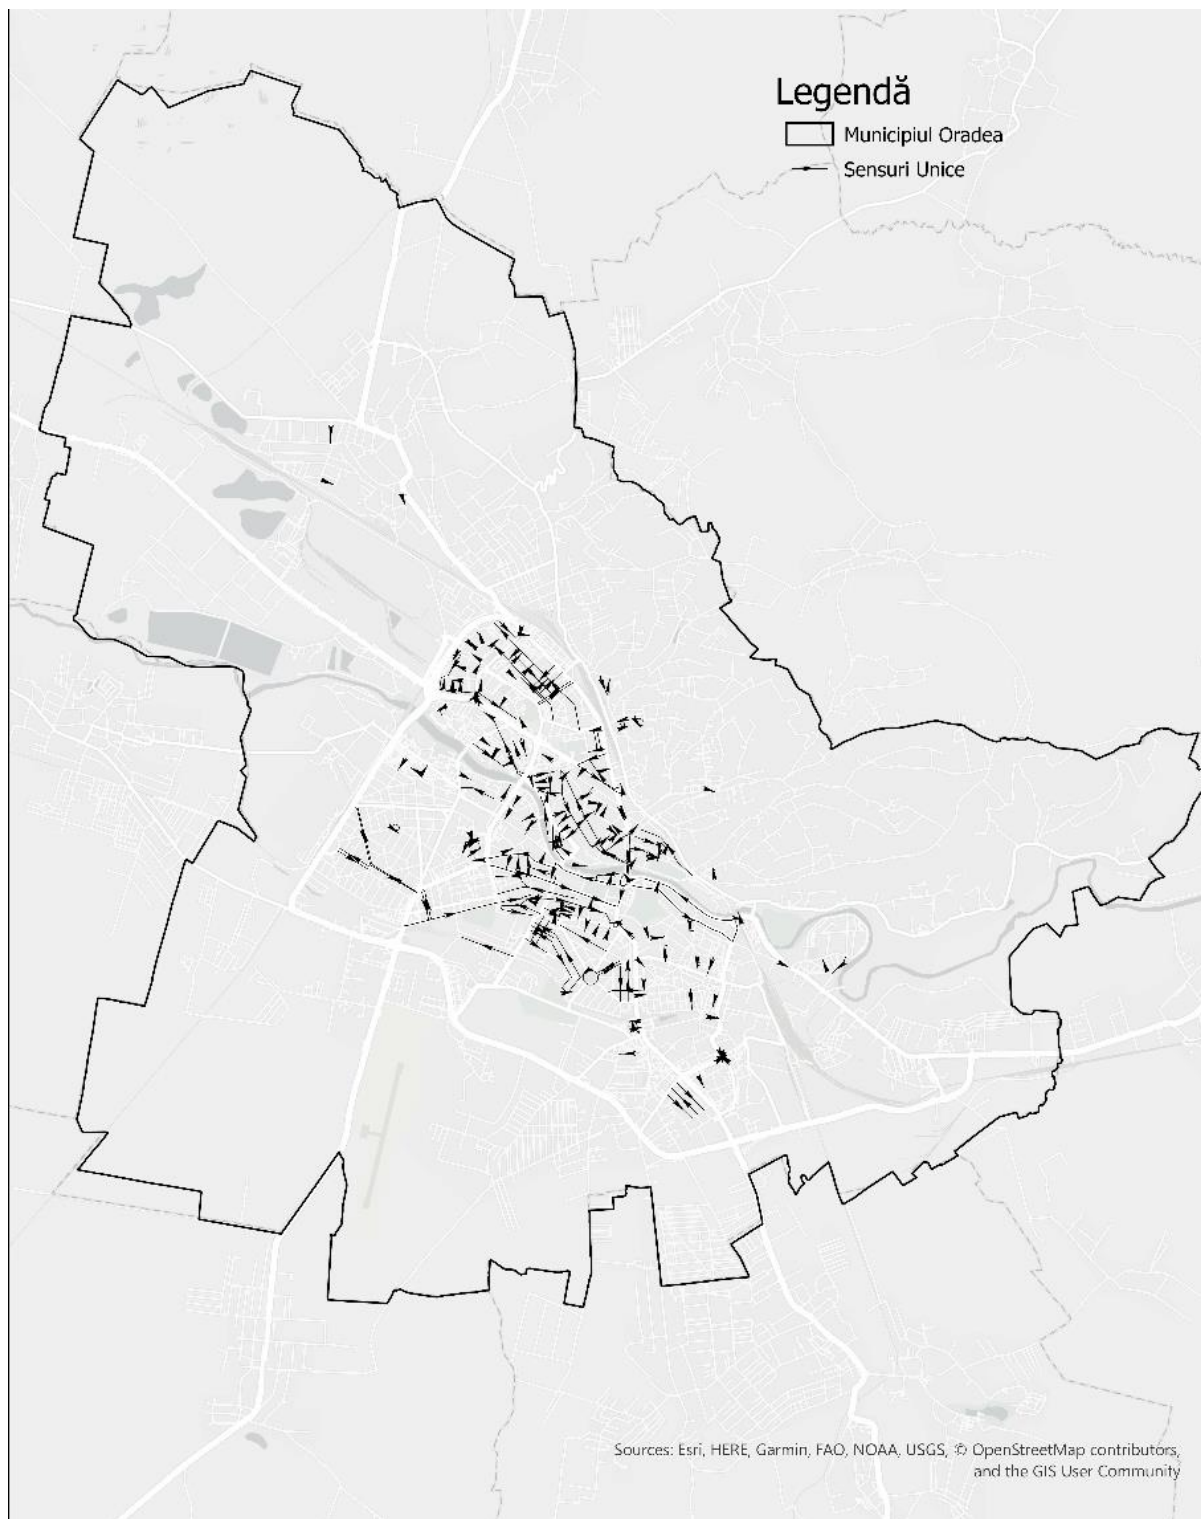 Legendă
Municipiul Oradea
Sensuri Unice
Sources: Esri, HERE, Garmin, FAO, NOAA, USGS, © OpenStreetMap contributors,
and the GIS User Community